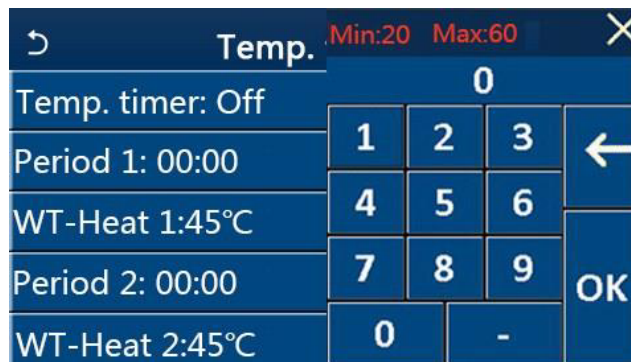 Temp.
Temp. timer: Off
Period 1: 00:00
WT-Heat 1:45℃
Period 2: 00:00
WT-Heat 2:45℃
Min:20 Max:60
0
1 2 3
4 5 6
7 8 9
OK
0 -